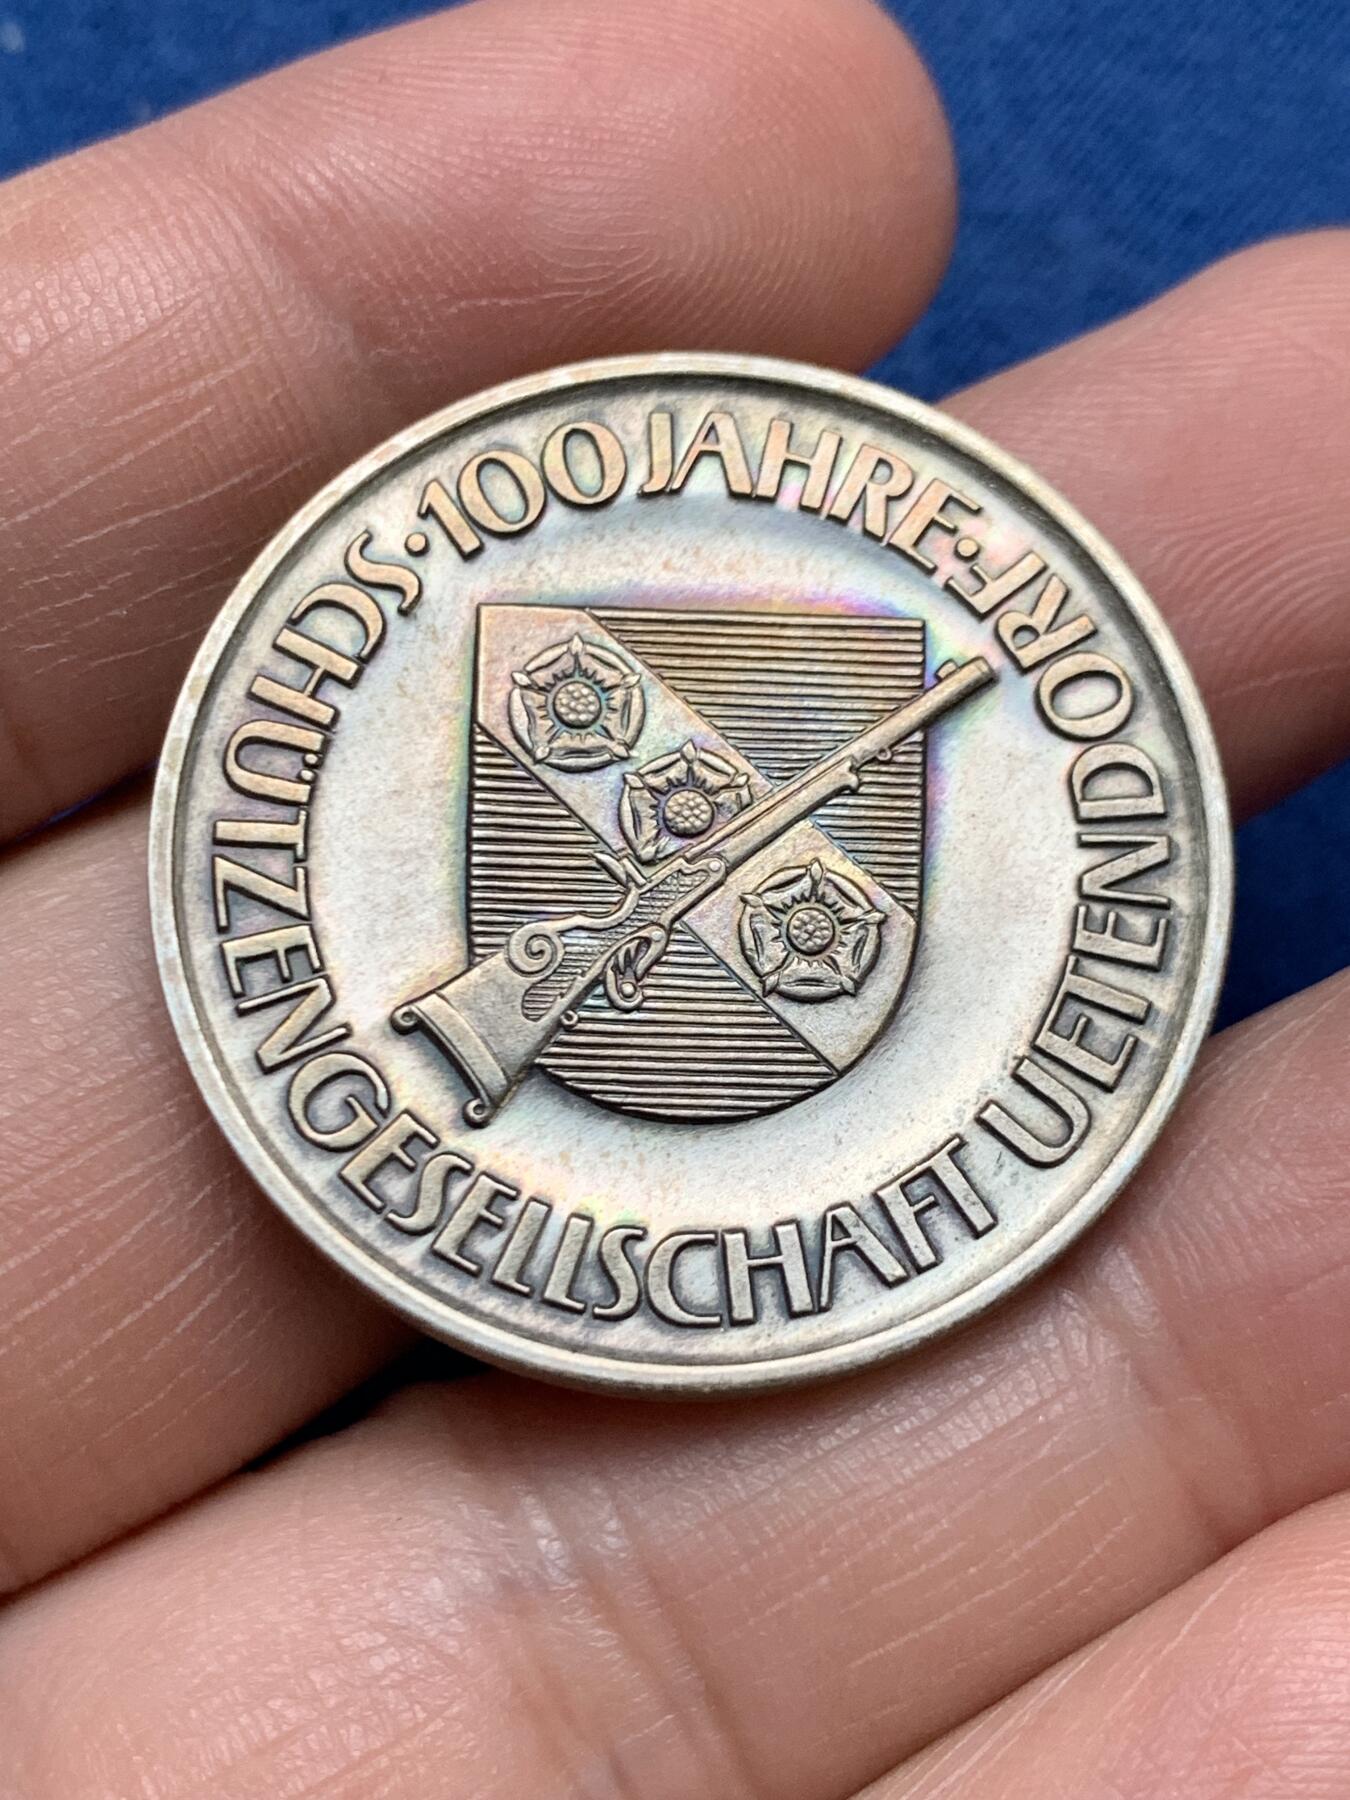 · 100 JAHRE ·
SCHÜTZENGESELLSCHAFT UETENDORF